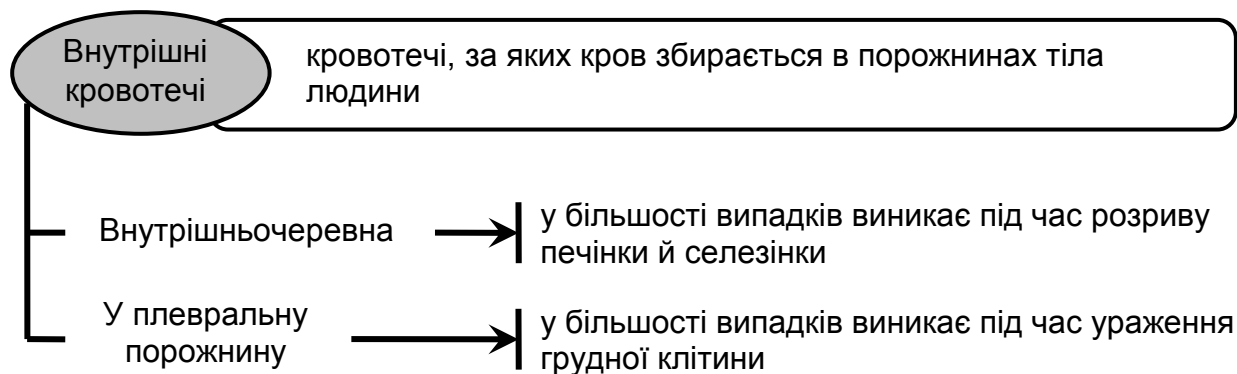 Внутрішні
кровотечі
кровотечі, за яких кров збирається в порожнинах тіла
людини
Внутрішньочеревна
у більшості випадків виникає під час розриву
печінки й селезінки
У плевральну
порожнину
у більшості випадків виникає під час ураження
грудної клітини